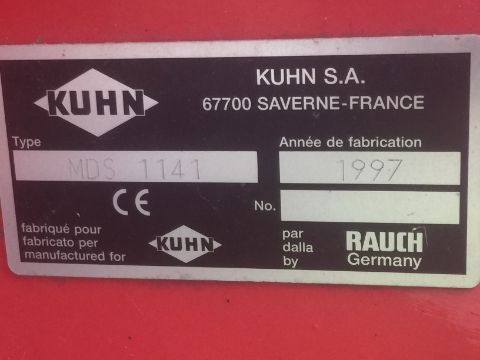 KUHN
KUHN S.A.
67700 SAVERNE-FRANCE
Type
Année de fabrication
MDS 1141
1997
CE
No.
fabriqué pour
fabricato per
manufactured for
KUHN
par
dalla
by
RAUCH
Germany